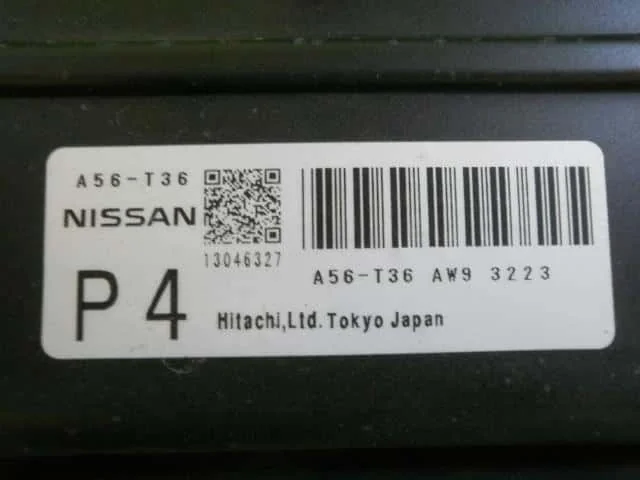 A56-T36
NISSAN
13046327
P4
A56-T36 AW9 3223
Hitachi,Ltd. Tokyo Japan